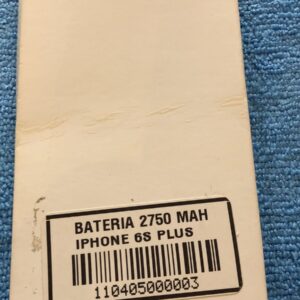 BATERIA 2750 MAH
IPHONE 6S PLUS
110405000003